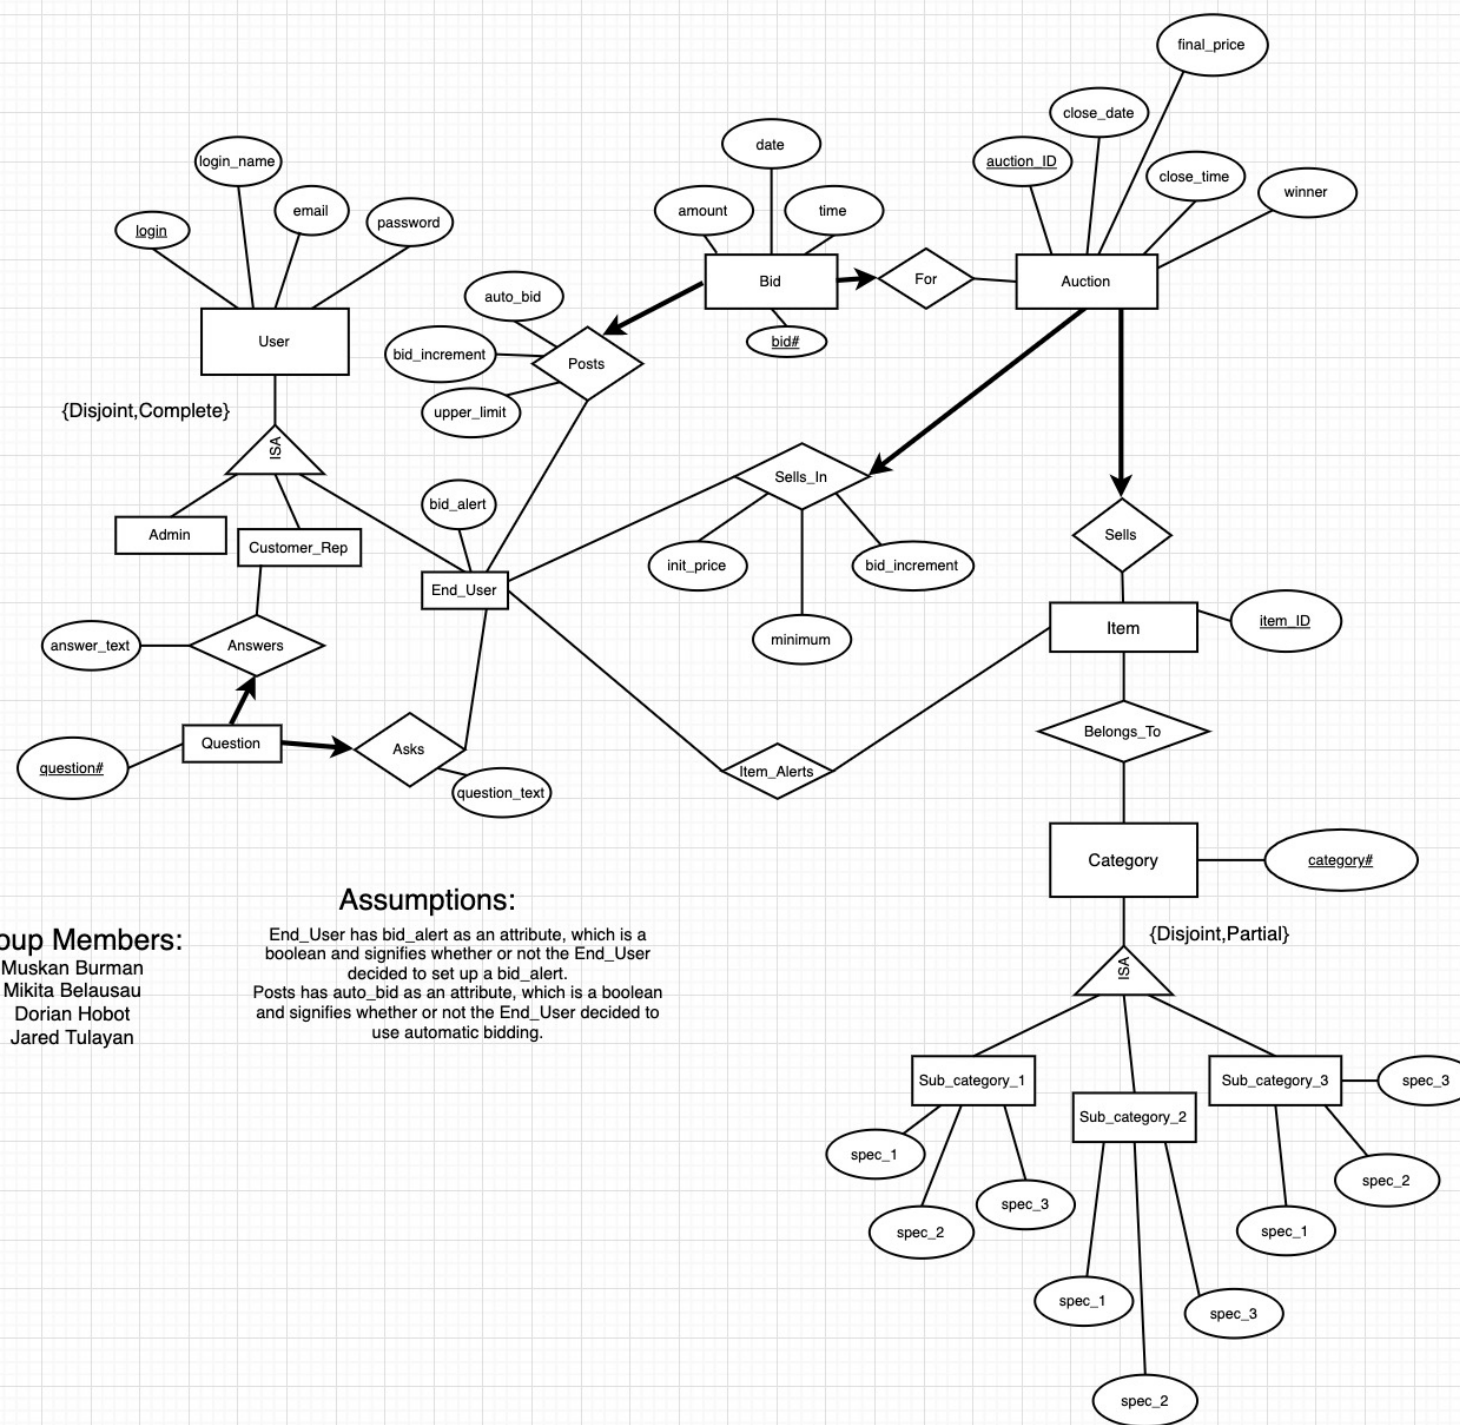 final_price
close_date
date
login_name
auction_ID
close_time
winner
email
amount
time
password
login
Bid
For
Auction
auto_bid
User
bid#
bid_increment
Posts
upper_limit
{Disjoint,Complete}
ISA
Sells_In
bid_alert
Admin
Customer_Rep
Sells
init_price
bid_increment
End_User
item_ID
Item
minimum
answer_text
Answers
Belongs_To
Question
Asks
question#
Item_Alerts
question_text
Category
category#
Assumptions:
End_User has bid_alert as an attribute, which is a
boolean and signifies whether or not the End_User
decided to set up a bid_alert.
Posts has auto_bid as an attribute, which is a boolean
and signifies whether or not the End_User decided to
use automatic bidding.
oup Members:
Muskan Burman
Mikita Belausau
Dorian Hobot
Jared Tulayan
{Disjoint,Partial}
ISA
Sub_category_1
Sub_category_2
Sub_category_3
spec_3
spec_1
spec_2
spec_3
spec_2
spec_1
spec_1
spec_3
spec_2